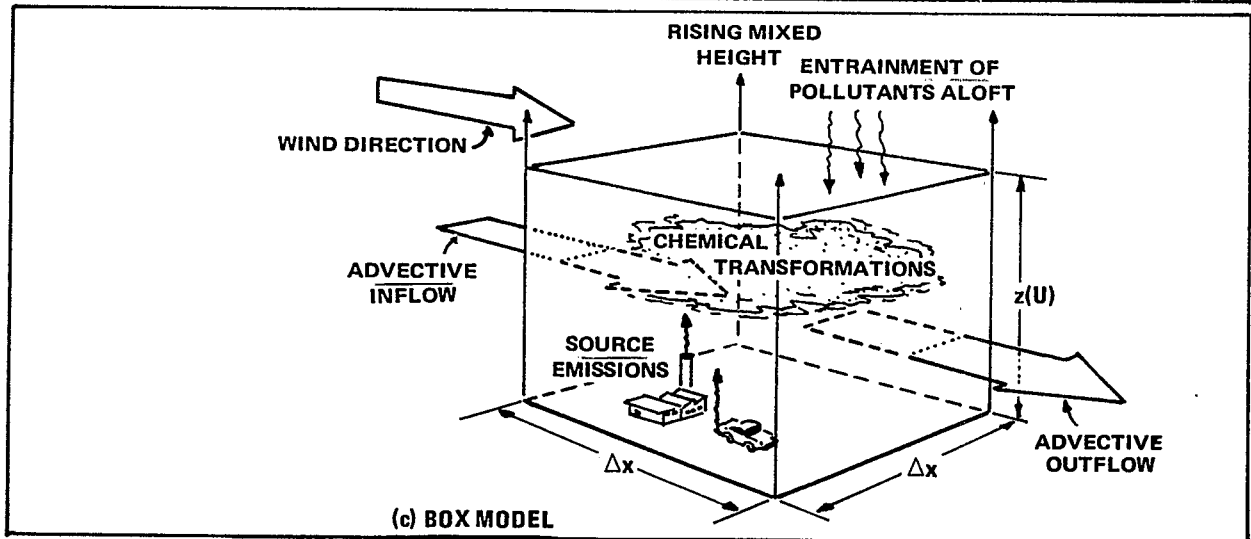 RISING MIXED
HEIGHT
ENTRAINMENT OF
POLLUTANTS ALOFT
WIND DIRECTION
CHEMICAL
TRANSFORMATIONS
ADVECTIVE
INFLOW
z(U)
SOURCE
EMISSIONS
ADVECTIVE
OUTFLOW
Δx
Δx
(c) BOX MODEL